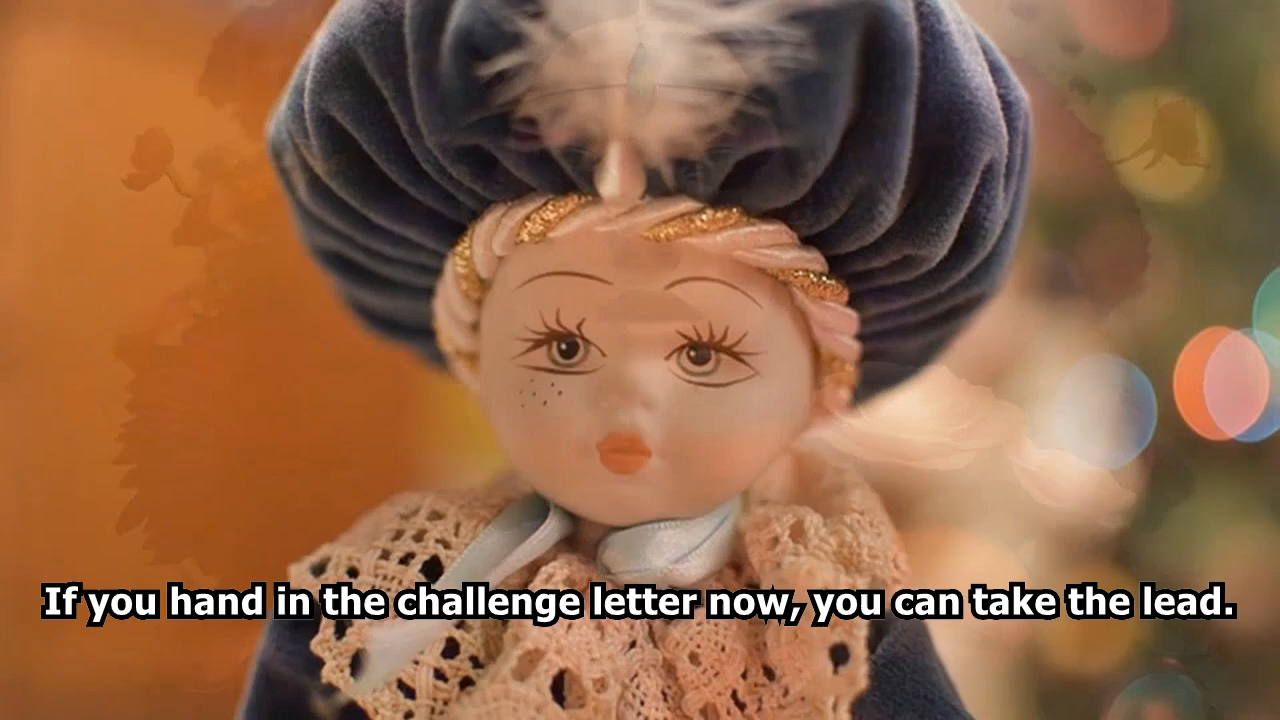 If you hand in the challenge letter now, you can take the lead.